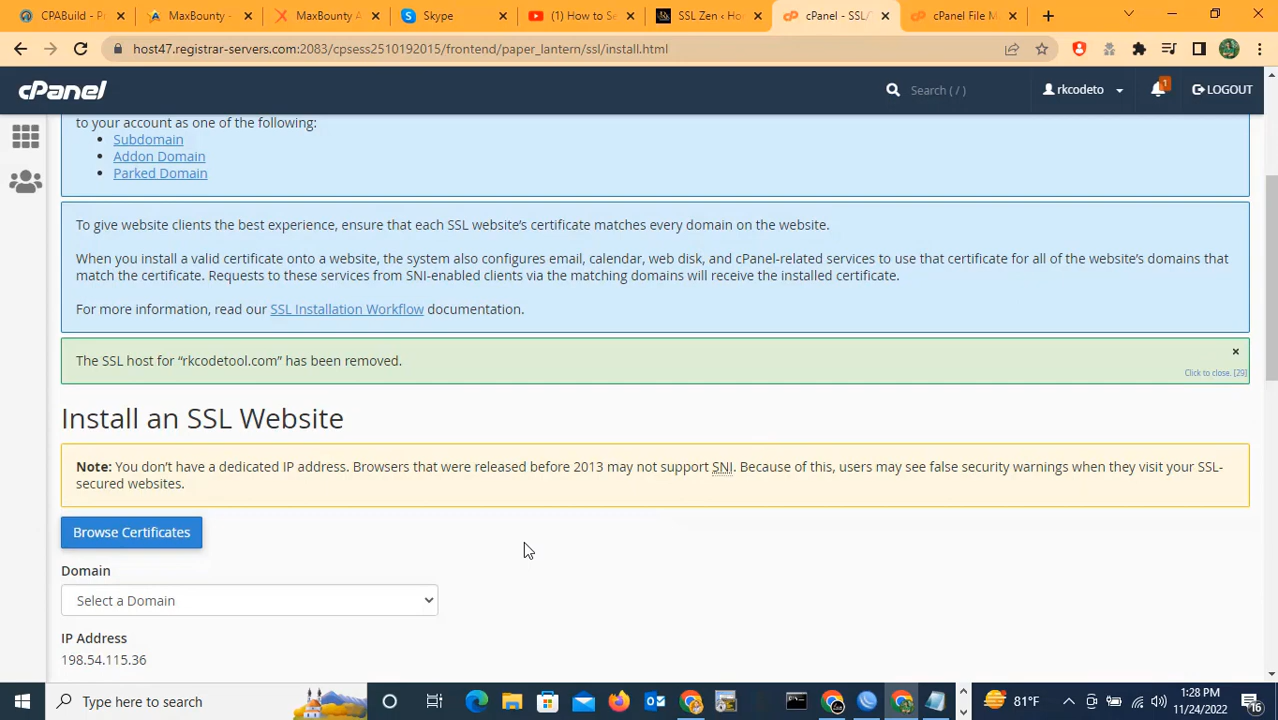 CPABuild - Pr
MaxBounty -
MaxBounty A
Skype
(1) How to Se
SSL Zen ‹ Ho
cPanel - SSL/
cPanel File M
host47.registrar-servers.com:2083/cpsess2510192015/frontend/paper_lantern/ssl/install.html
cPanel
Search ( / )
rkcodeto
1
LOGOUT
to your account as one of the following:
Subdomain
Addon Domain
Parked Domain
To give website clients the best experience, ensure that each SSL website's certificate matches every domain on the website.
When you install a valid certificate onto a website, the system also configures email, calendar, web disk, and cPanel-related services to use that certificate for all of the website's domains that
match the certificate. Requests to these services from SNI-enabled clients via the matching domains will receive the installed certificate.
For more information, read our SSL Installation Workflow documentation.
The SSL host for “rkcodetool.com” has been removed.
Click to close. [29]
Install an SSL Website
Note: You don't have a dedicated IP address. Browsers that were released before 2013 may not support SNI. Because of this, users may see false security warnings when they visit your SSL-
secured websites.
Browse Certificates
Domain
Select a Domain
IP Address
198.54.115.36
Type here to search
81°F
1:28 PM
11/24/2022
16